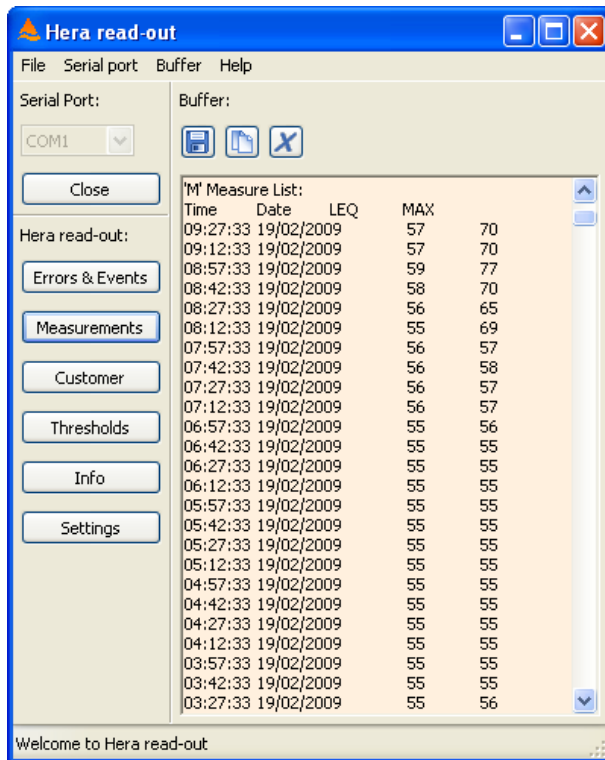 Hera read-out
File Serial port Buffer Help
Serial Port:
COM1
Close
Hera read-out:
Errors & Events
Measurements
Customer
Thresholds
Info
Settings
Buffer:
'M' Measure List:
Time Date LEQ MAX
09:27:33 19/02/2009 57 70
09:12:33 19/02/2009 57 70
08:57:33 19/02/2009 59 77
08:42:33 19/02/2009 58 70
08:27:33 19/02/2009 56 65
08:12:33 19/02/2009 55 69
07:57:33 19/02/2009 56 57
07:42:33 19/02/2009 56 58
07:27:33 19/02/2009 56 57
07:12:33 19/02/2009 56 57
06:57:33 19/02/2009 55 56
06:42:33 19/02/2009 55 55
06:27:33 19/02/2009 55 55
06:12:33 19/02/2009 55 55
05:57:33 19/02/2009 55 55
05:42:33 19/02/2009 55 55
05:27:33 19/02/2009 55 55
05:12:33 19/02/2009 55 55
04:57:33 19/02/2009 55 55
04:42:33 19/02/2009 55 55
04:27:33 19/02/2009 55 55
04:12:33 19/02/2009 55 55
03:57:33 19/02/2009 55 55
03:42:33 19/02/2009 55 55
03:27:33 19/02/2009 55 56
Welcome to Hera read-out